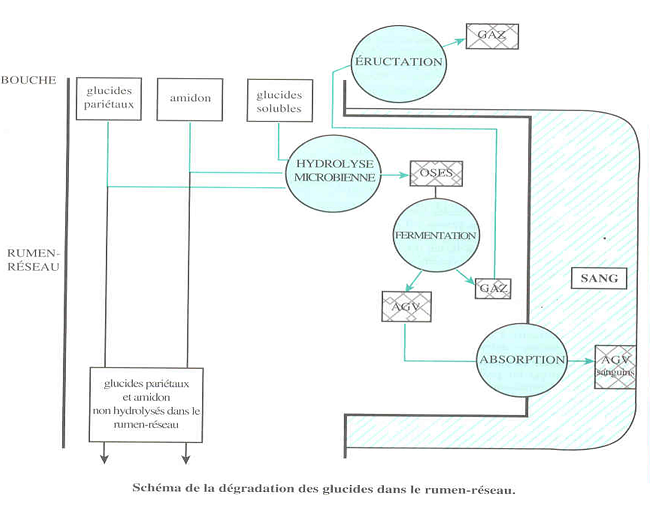 GAZ
ÉRUCTATION
BOUCHE
glucides
pariétaux
amidon
glucides
solubles
HYDROLYSE
MICROBIENNE
OSES
FERMENTATION
RUMEN-
RÉSEAU
SANG
GAZ
AGV
ABSORPTION
AGV
sanguins
glucides pariétaux
et amidon
non hydrolysés dans le
rumen-réseau
Schéma de la dégradation des glucides dans le rumen-réseau.